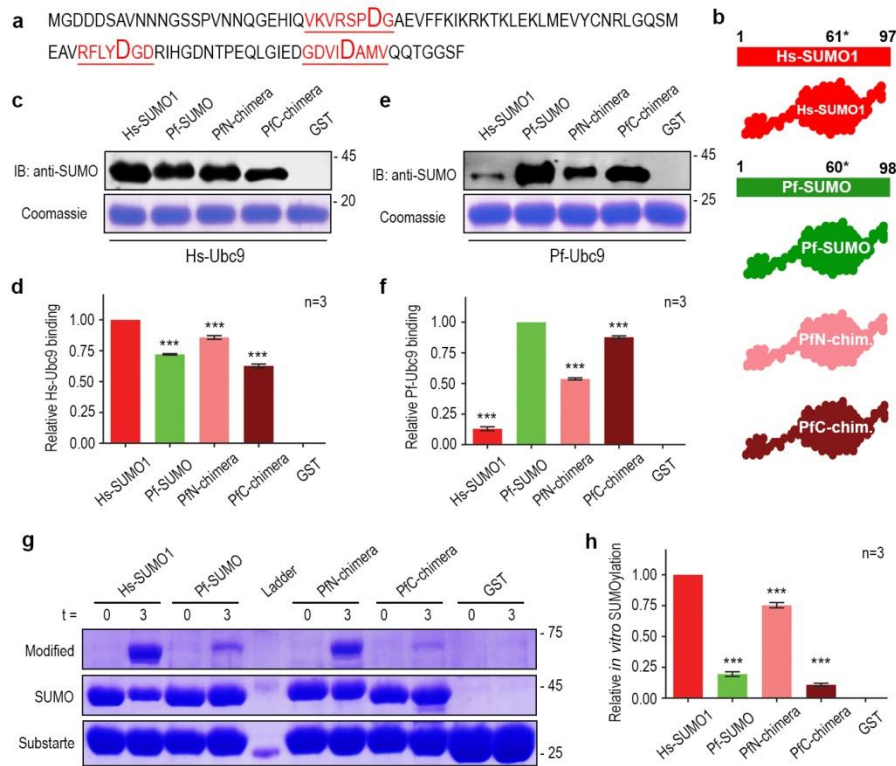 a
MGDDDSAVNNNNGSSPVNNQGEHIQVKVRSPDGAEVFFKIKRKTKLEKLMEVYCNRLGQSM
EAVRFLYDGDRIHGDNTPEQLGIEDGDVIDAMVQQTGGSF
b
1 61* 97
Hs-SUMO1
Hs-SUMO1
1 60* 98
Pf-SUMO
Pf-SUMO
PfN-chim.
PfC-chim.
c
Hs-SUMO1 Pf-SUMO PfN-chimera PfC-chimera GST
- 45
IB: anti-SUMO
- 20
Coomassie
Hs-Ubc9
e
Hs-SUMO1 Pf-SUMO PfN-chimera PfC-chimera GST
- 45
IB: anti-SUMO
- 25
Coomassie
Pf-Ubc9
d
n=3
Relative Hs-Ubc9 binding
1.00
0.75
0.50
0.25
0.00
*** *** ***
Hs-SUMO1 Pf-SUMO PfN-chimera PfC-chimera GST
f
n=3
Relative Pf-Ubc9 binding
1.00
0.75
0.50
0.25
0.00
*** *** ***
Hs-SUMO1 Pf-SUMO PfN-chimera PfC-chimera GST
g
Hs-SUMO1 Pf-SUMO Ladder PfN-chimera PfC-chimera GST
t = 0 3 0 3 0 3 0 3 0 3
- 75
Modified
- 45
SUMO
Substarte
- 25
h
n=3
Relative in vitro SUMOylation
1.00
0.75
0.50
0.25
0.00
*** *** ***
Hs-SUMO1 Pf-SUMO PfN-chimera PfC-chimera GST